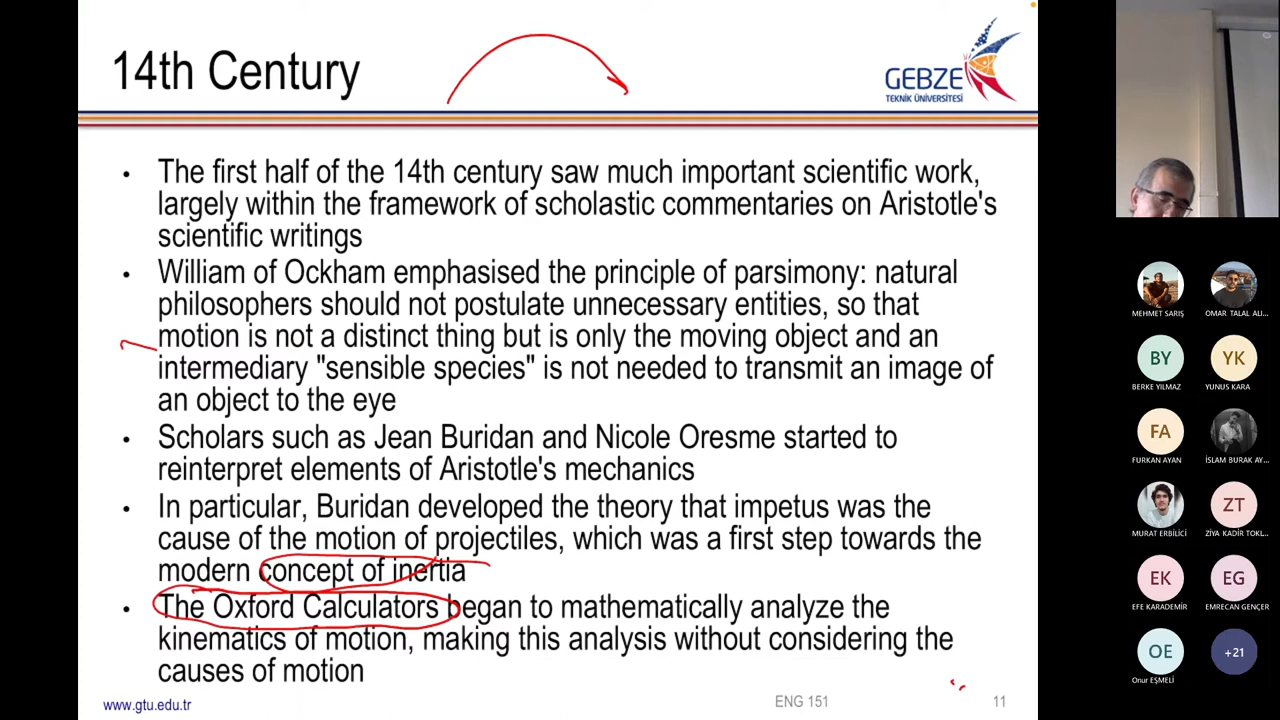 14th Century
GEBZE
TEKNİK ÜNİVERSİTESİ
• The first half of the 14th century saw much important scientific work,
largely within the framework of scholastic commentaries on Aristotle's
scientific writings
• William of Ockham emphasised the principle of parsimony: natural
philosophers should not postulate unnecessary entities, so that
motion is not a distinct thing but is only the moving object and an
intermediary "sensible species" is not needed to transmit an image of
an object to the eye
• Scholars such as Jean Buridan and Nicole Oresme started to
reinterpret elements of Aristotle's mechanics
• In particular, Buridan developed the theory that impetus was the
cause of the motion of projectiles, which was a first step towards the
modern concept of inertia
• The Oxford Calculators began to mathematically analyze the
kinematics of motion, making this analysis without considering the
causes of motion
www.gtu.edu.tr
ENG 151
11
MEHMET SARIŞ
OMAR TALAL ALI...
BY
YK
BERKE YILMAZ
YUNUS KARA
FA
FURKAN AYAN
İSLAM BURAK AY...
ZT
MURAT ERBİLİCİ
ZİYA KADİR TOKL...
EK
EG
EFE KARADEMİR
EMRECAN GENÇER
OE
+21
Onur EŞMELİ